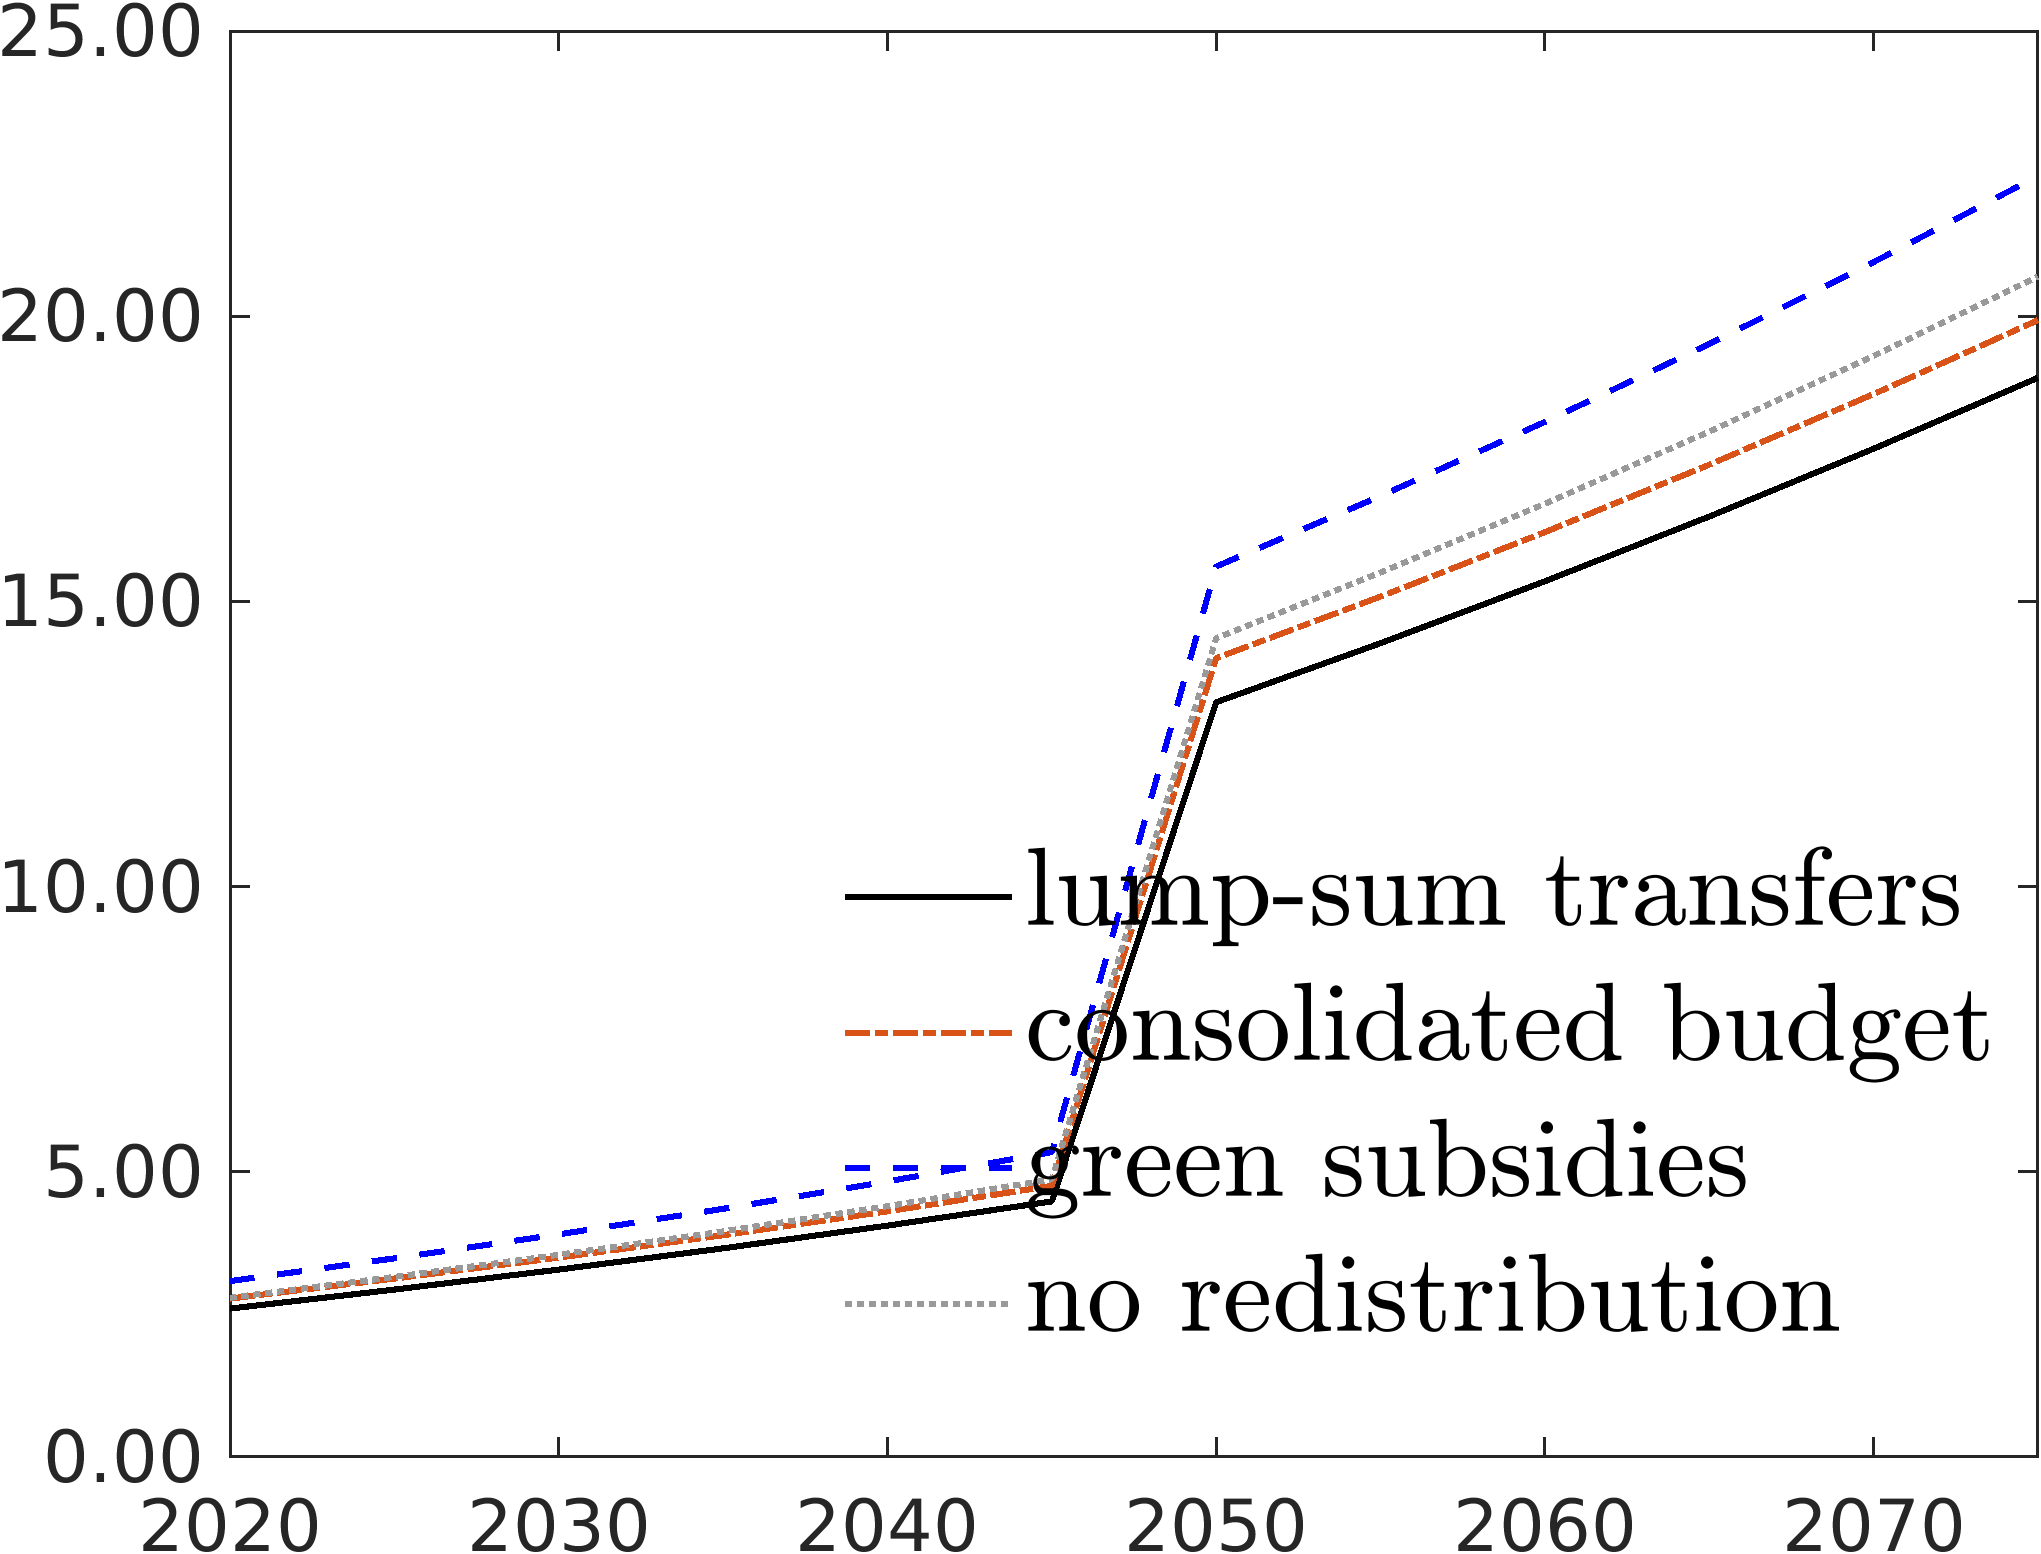 25.00
20.00
15.00
10.00
5.00
0.00
2020 2030 2040 2050 2060 2070
lump-sum transfers
consolidated budget
green subsidies
no redistribution